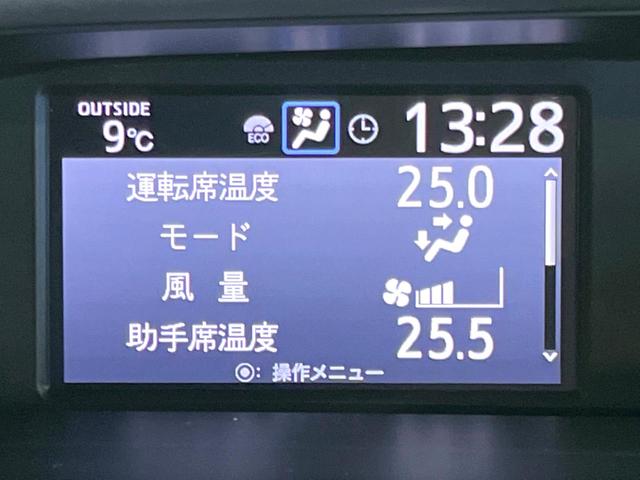 OUTSIDE
9℃ ECO 13:28
運転席温度 25.0
モード
風量
助手席温度 25.5
◉: 操作メニュー